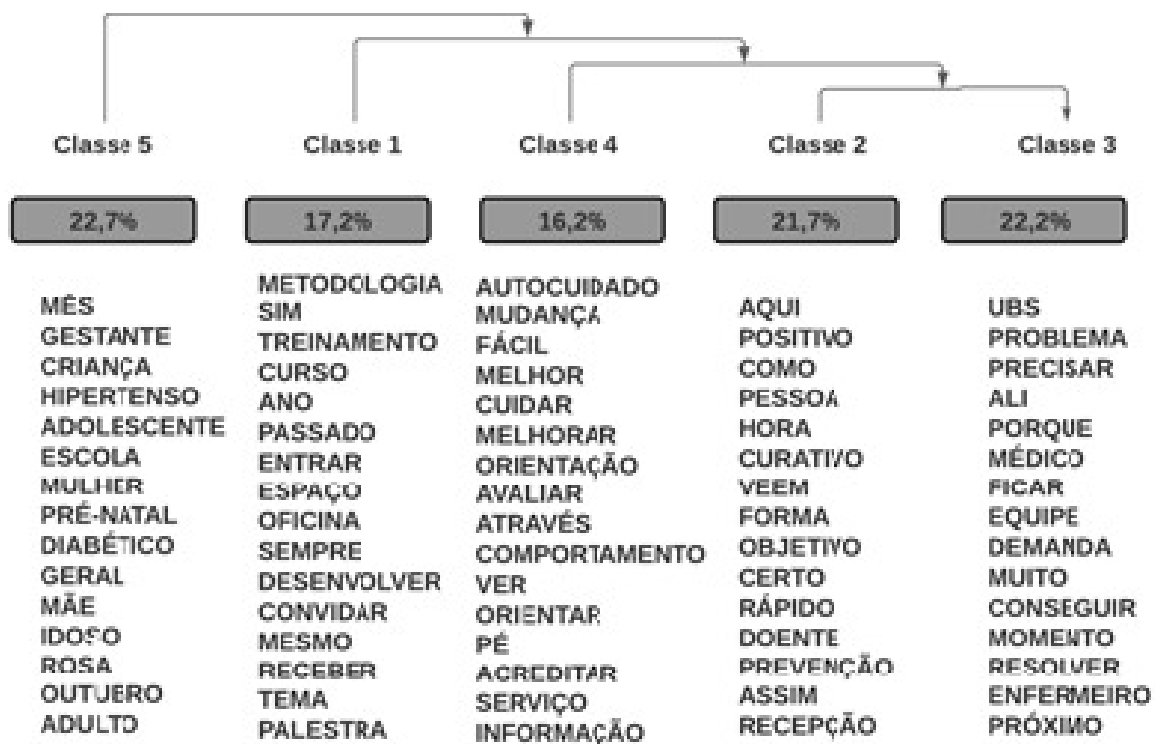 Classe 5
Classe 1
Classe 4
Classe 2
Classe 3
22,7%
17,2%
16,2%
21,7%
22,2%
MÊS
GESTANTE
CRIANÇA
HIPERTENSO
ADOLESCENTE
ESCOLA
MULHER
PRÉ-NATAL
DIABÉTICO
GERAL
MÃE
IDOSO
ROSA
OUTUBRO
ADULTO
METODOLOGIA
SIM
TREINAMENTO
CURSO
ANO
PASSADO
ENTRAR
ESPAÇO
OFICINA
SEMPRE
DESENVOLVER
CONVIDAR
MESMO
RECEBER
TEMA
PALESTRA
AUTOCUIDADO
MUDANÇA
FÁCIL
MELHOR
CUIDAR
MELHORAR
ORIENTAÇÃO
AVALIAR
ATRAVÉS
COMPORTAMENTO
VER
ORIENTAR
PÉ
ACREDITAR
SERVIÇO
INFORMAÇÃO
AQUI
POSITIVO
COMO
PESSOA
HORA
CURATIVO
VEEM
FORMA
OBJETIVO
CERTO
RÁPIDO
DOENTE
PREVENÇÃO
ASSIM
RECEPÇÃO
UBS
PROBLEMA
PRECISAR
ALI
PORQUE
MÉDICO
FICAR
EQUIPE
DEMANDA
MUITO
CONSEGUIR
MOMENTO
RESOLVER
ENFERMEIRO
PRÓXIMO